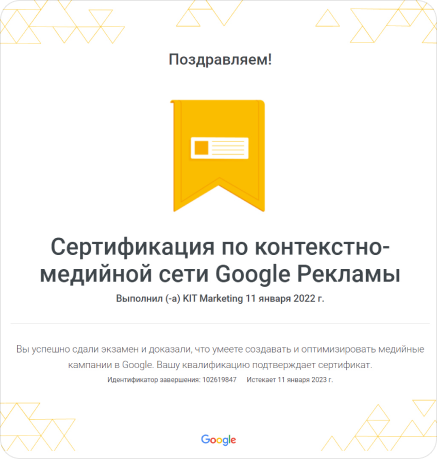 Поздравляем!
Сертификация по контекстно-
медийной сети Google Рекламы
Выполнил (-а) KIT Marketing 11 января 2022 г.
Вы успешно сдали экзамен и доказали, что умеете создавать и оптимизировать медийные
кампании в Google. Вашу квалификацию подтверждает сертификат.
Идентификатор завершения: 102619847 Истекает 11 января 2023 г.
Google